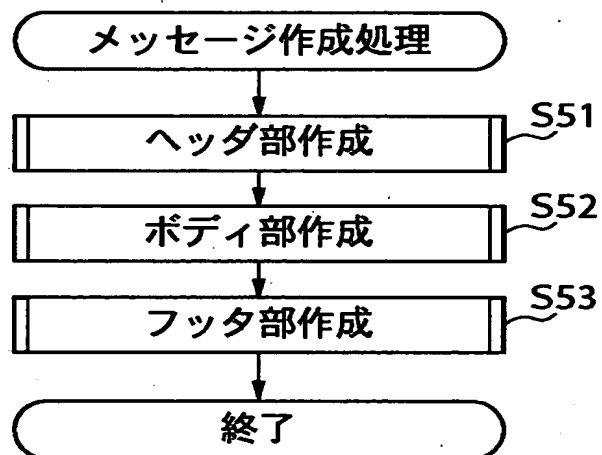 メッセージ作成処理
ヘッダ部作成
S51
ボディ部作成
S52
フッタ部作成
S53
終了